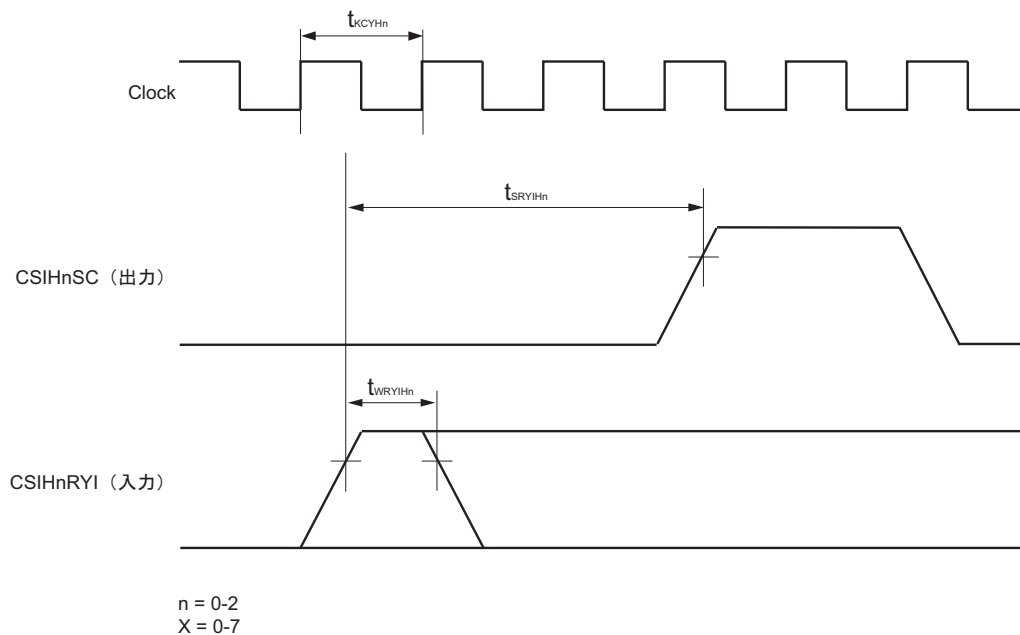 tKCYHn
Clock
tSRYIHn
CSIHnSC（出力）
tWRYIHn
CSIHnRYI（入力）
n = 0-2
X = 0-7